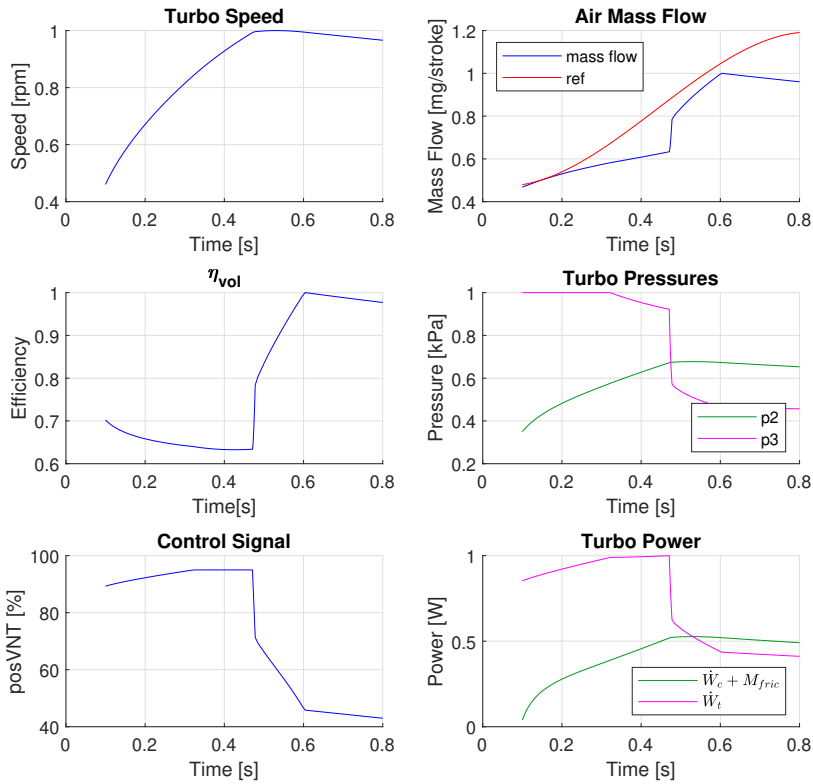 Turbo Speed
Speed [rpm]
1
0.8
0.6
0.4
0
0.2
0.4
0.6
0.8
Time [s]
Air Mass Flow
Mass Flow [mg/stroke]
1.2
1
0.8
0.6
0.4
mass flow
ref
0
0.2
0.4
0.6
0.8
Time [s]
η_vol
Efficiency
1
0.9
0.8
0.7
0.6
0
0.2
0.4
0.6
0.8
Time[s]
Turbo Pressures
Pressure [kPa]
1
0.8
0.6
0.4
0.2
p2
p3
0
0.2
0.4
0.6
0.8
Time [s]
Control Signal
posVNT [%]
100
80
60
40
0
0.2
0.4
0.6
0.8
Time [s]
Turbo Power
Power [W]
1
0.5
0
Ẇ_c + M_fric
Ẇ_t
0
0.2
0.4
0.6
0.8
Time [s]